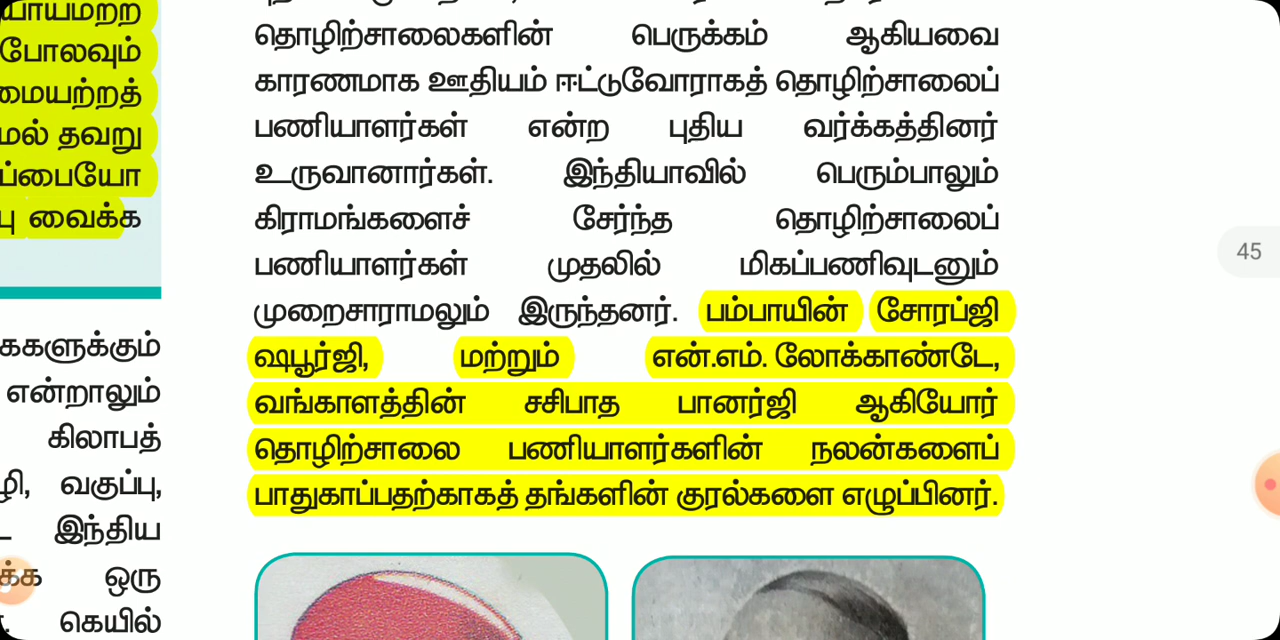 யாயமற்ற
போலவும்
மையற்றத்
மல் தவறு
ப்பையோ
பு வைக்க
ககளுக்கும்
என்றாலும்
கிலாபத்
ழி, வகுப்பு,
இந்திய
க்க ஒரு
கெயில்
தொழிற்சாலைகளின் பெருக்கம் ஆகியவை
காரணமாக ஊதியம் ஈட்டுவோராகத் தொழிற்சாலைப்
பணியாளர்கள் என்ற புதிய வர்க்கத்தினர்
உருவானார்கள். இந்தியாவில் பெரும்பாலும்
கிராமங்களைச் சேர்ந்த தொழிற்சாலைப்
பணியாளர்கள் முதலில் மிகப்பணிவுடனும்
முறைசாராமலும் இருந்தனர். பம்பாயின் சோரப்ஜி
ஷபூர்ஜி, மற்றும் என்.எம். லோக்காண்டே,
வங்காளத்தின் சசிபாத பானர்ஜி ஆகியோர்
தொழிற்சாலை பணியாளர்களின் நலன்களைப்
பாதுகாப்பதற்காகத் தங்களின் குரல்களை எழுப்பினர்.
45